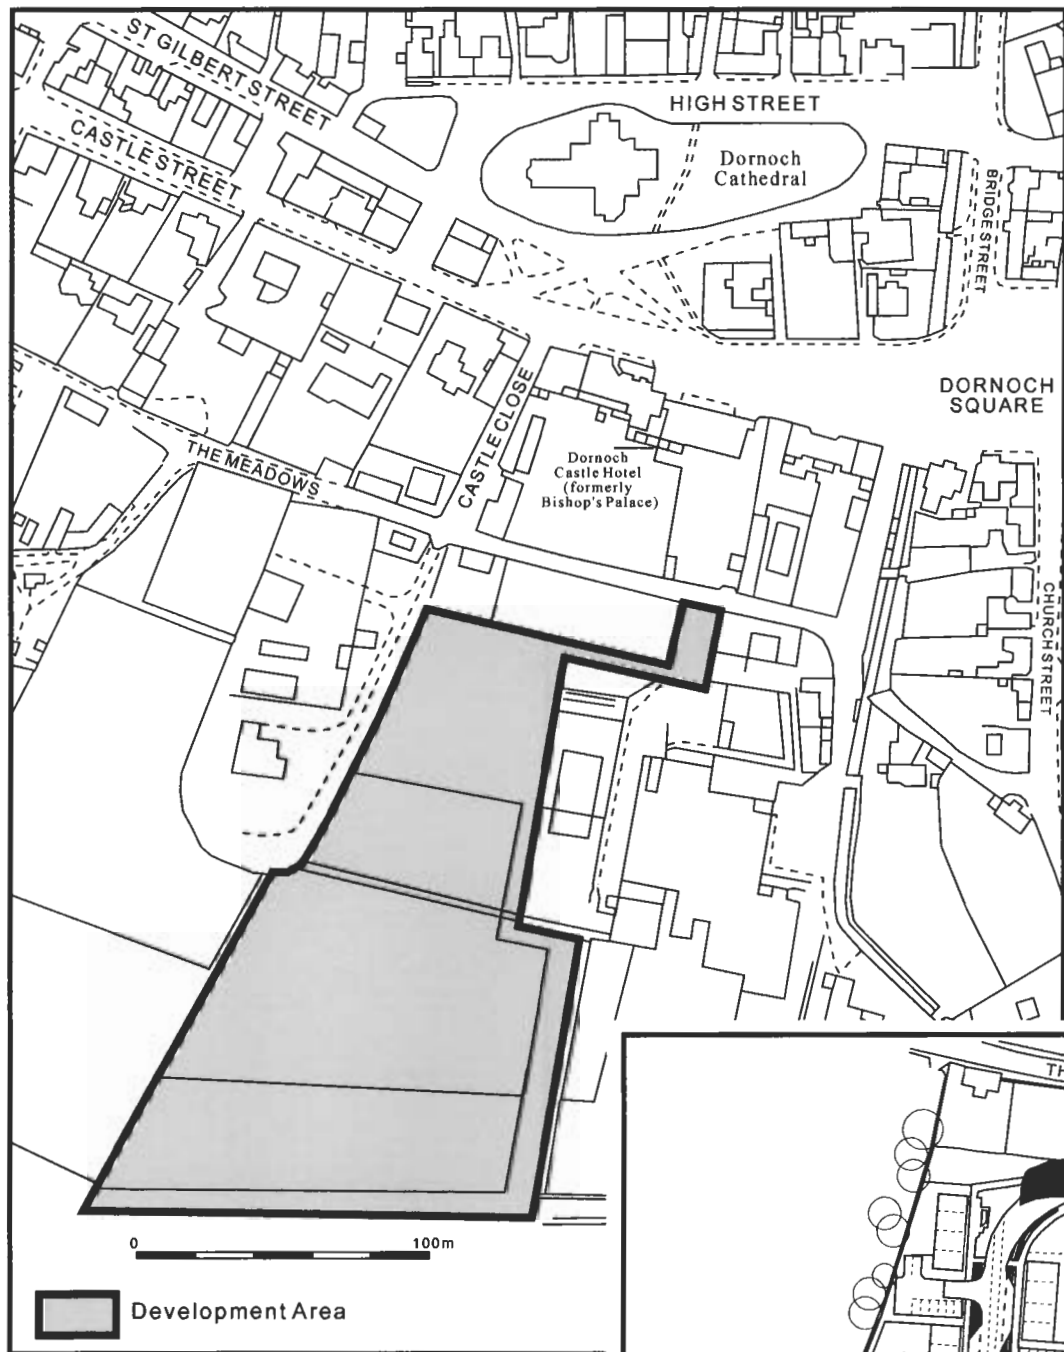 ST GILBERT STREET
HIGH STREET
CASTLE STREET
Dornoch
Cathedral
BRIDGE STREET
DORNOCH
SQUARE
CASTLE CLOSE
THE MEADOWS
Dornoch
Castle Hotel
(formerly
Bishop's Palace)
CHURCH STREET
TH
0 100m
Development Area